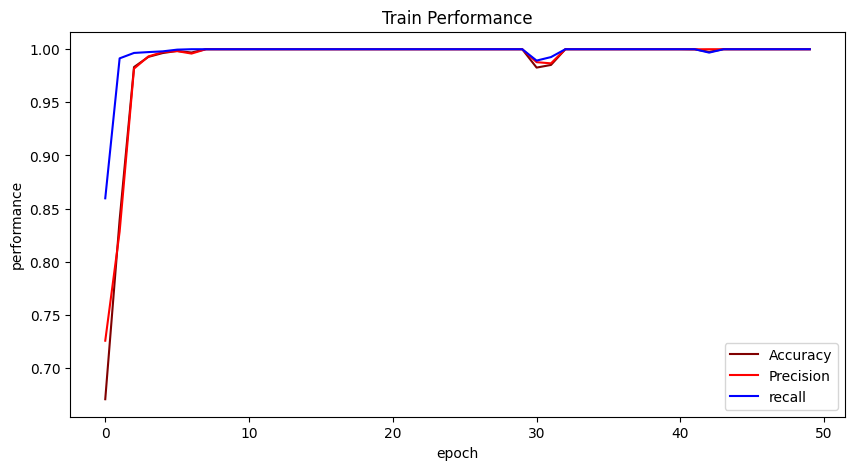 Train Performance
performance
1.00
0.95
0.90
0.85
0.80
0.75
0.70
Accuracy
Precision
recall
0 10 20 30 40 50
epoch